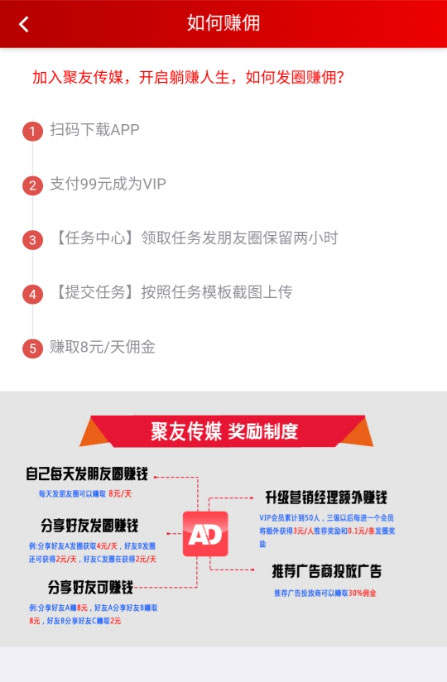 如何赚佣
加入聚友传媒，开启躺赚人生，如何发圈赚佣？
1 扫码下载APP
2 支付99元成为VIP
3 【任务中心】领取任务发朋友圈保留两小时
4 【提交任务】按照任务模板截图上传
5 赚取8元/天佣金
聚友传媒 奖励制度
自己每天发朋友圈赚钱
每天发朋友圈可以赚取 8元/天
分享好友发圈赚钱
例:分享好友A发圈获取4元/天，好友B发圈
还可获得2元/天，好友C发圈在获得2元/天
分享好友可赚钱
例:分享好友A赚8元，好友A分享好友B赚取
8元，好友B分享好友C赚取2元
AD
升级营销经理额外赚钱
VIP会员累计到50人，三级以后每进一个会员
将额外获得3元/人推荐奖励和0.1元/条发圈奖
励
推荐广告商投放广告
推荐广告投放商可以赚取30%佣金